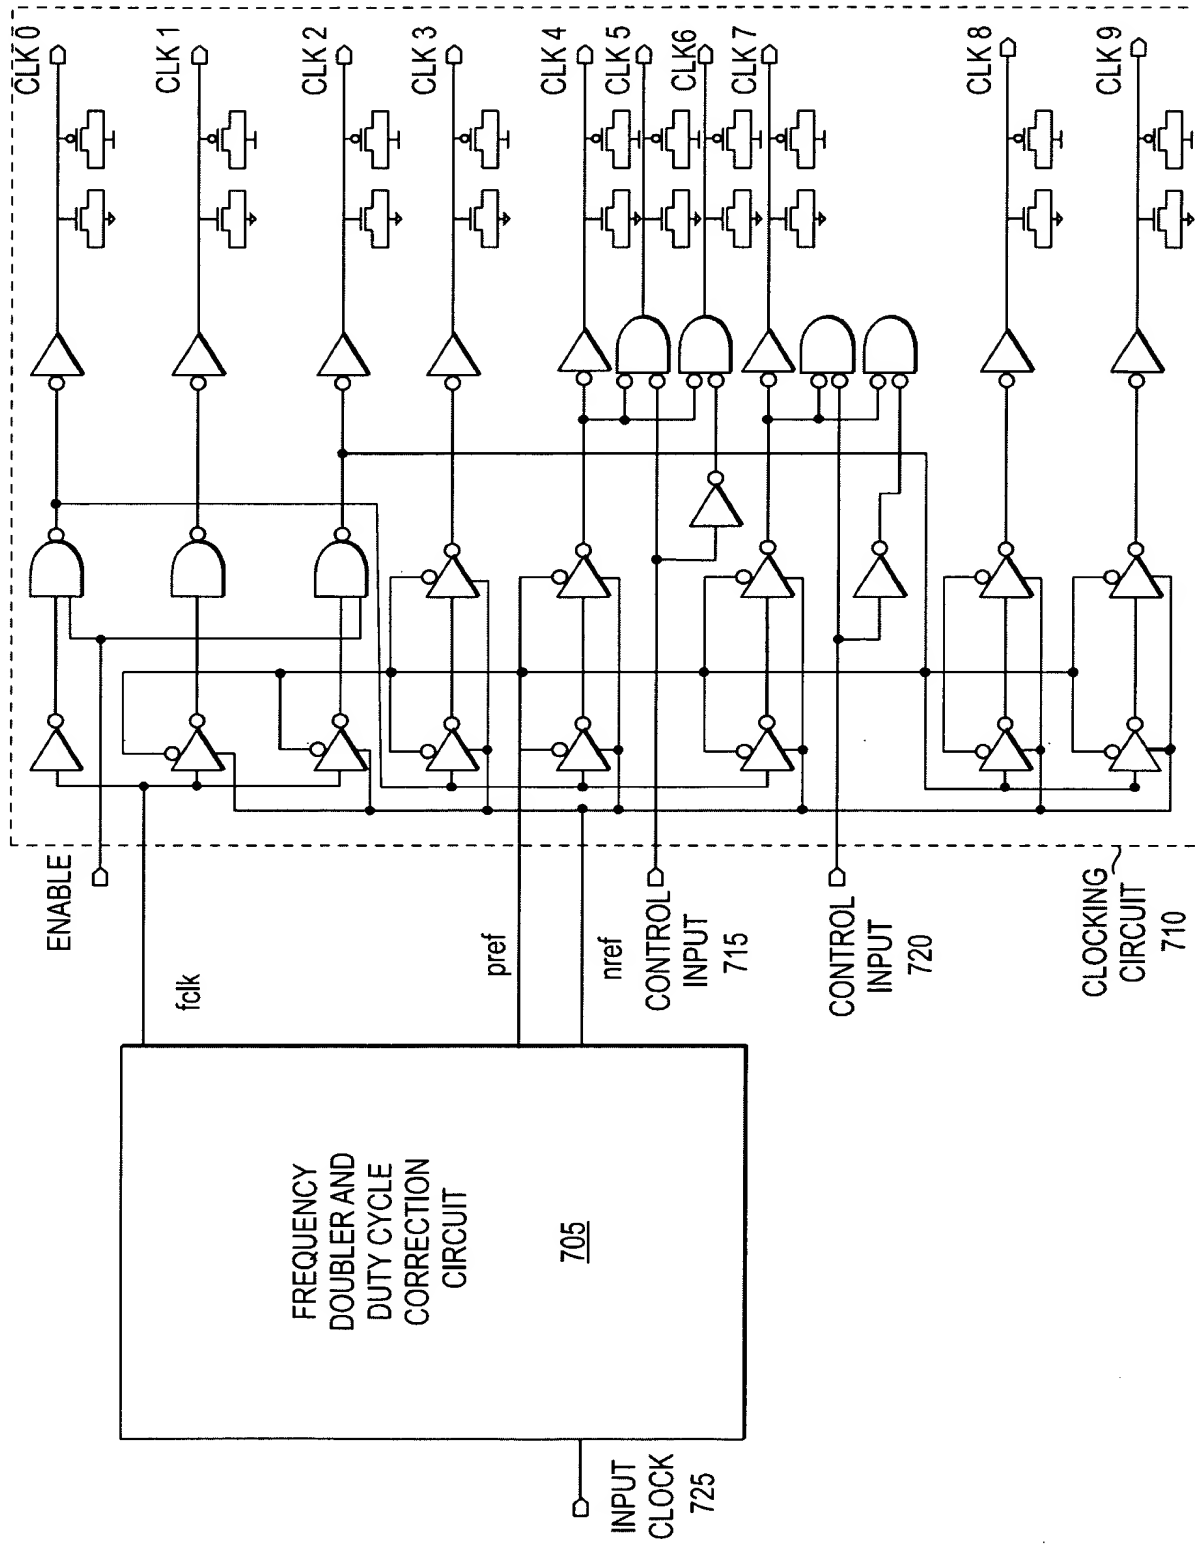 CLK 0
CLK 1
CLK 2
CLK 3
CLK 4
CLK 5
CLK6
CLK 7
CLK 8
CLK 9
ENABLE
fclk
pref
nref
CONTROL
INPUT
715
CONTROL
INPUT
720
CLOCKING
CIRCUIT
710
FREQUENCY
DOUBLER AND
DUTY CYCLE
CORRECTION
CIRCUIT
705
INPUT
CLOCK
725